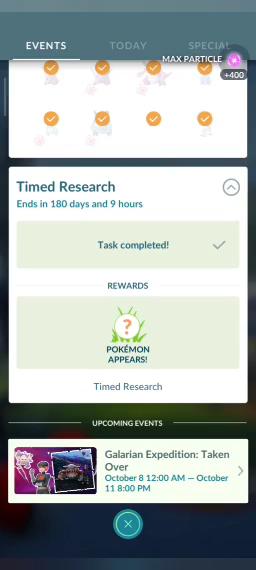 EVENTS
TODAY
SPECIAL
MAX PARTICLE
+400
Timed Research
Ends in 180 days and 9 hours
Task completed!
REWARDS
?
POKÉMON
APPEARS!
Timed Research
UPCOMING EVENTS
Galarian Expedition: Taken
Over
October 8 12:00 AM — October
11 8:00 PM